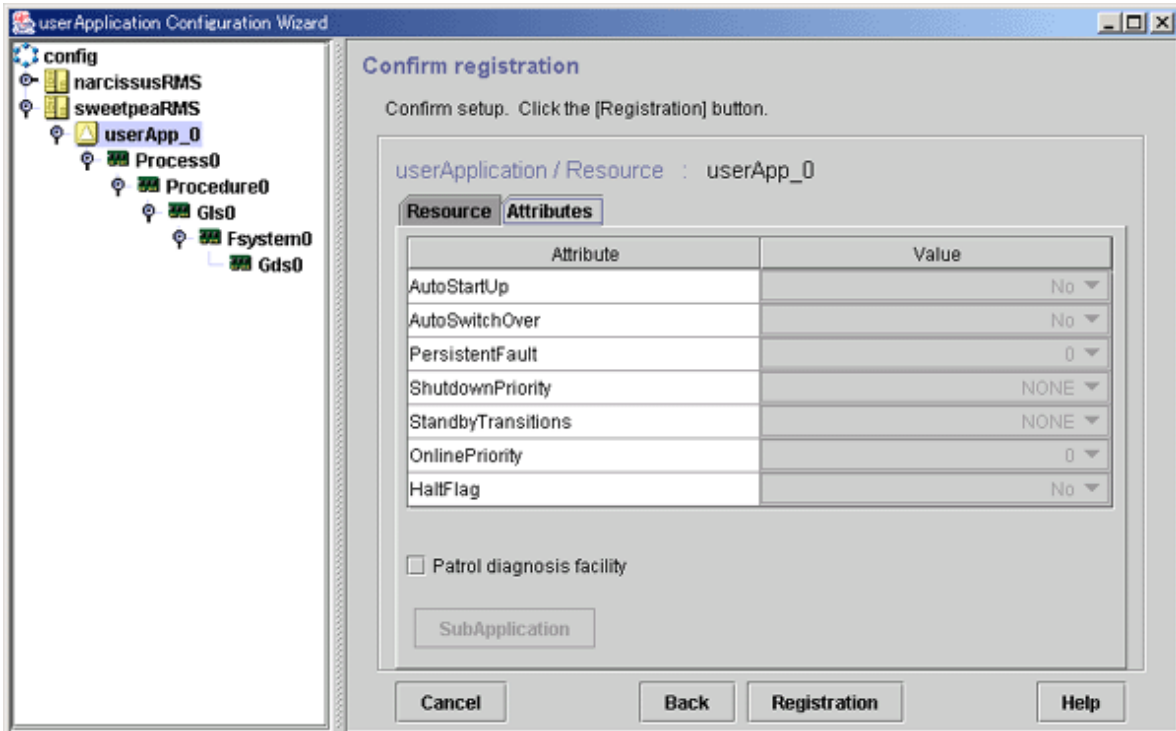 userApplication Configuration Wizard
config
narcissusRMS
sweetpeaRMS
userApp_0
Process0
Procedure0
Gls0
Fsystem0
Gds0
Confirm registration
Confirm setup. Click the [Registration] button.
userApplication / Resource : userApp_0
Resource Attributes
Attribute Value
AutoStartUp No
AutoSwitchOver No
PersistentFault 0
ShutdownPriority NONE
StandbyTransitions NONE
OnlinePriority 0
HaltFlag No
Patrol diagnosis facility
SubApplication
Cancel Back Registration Help